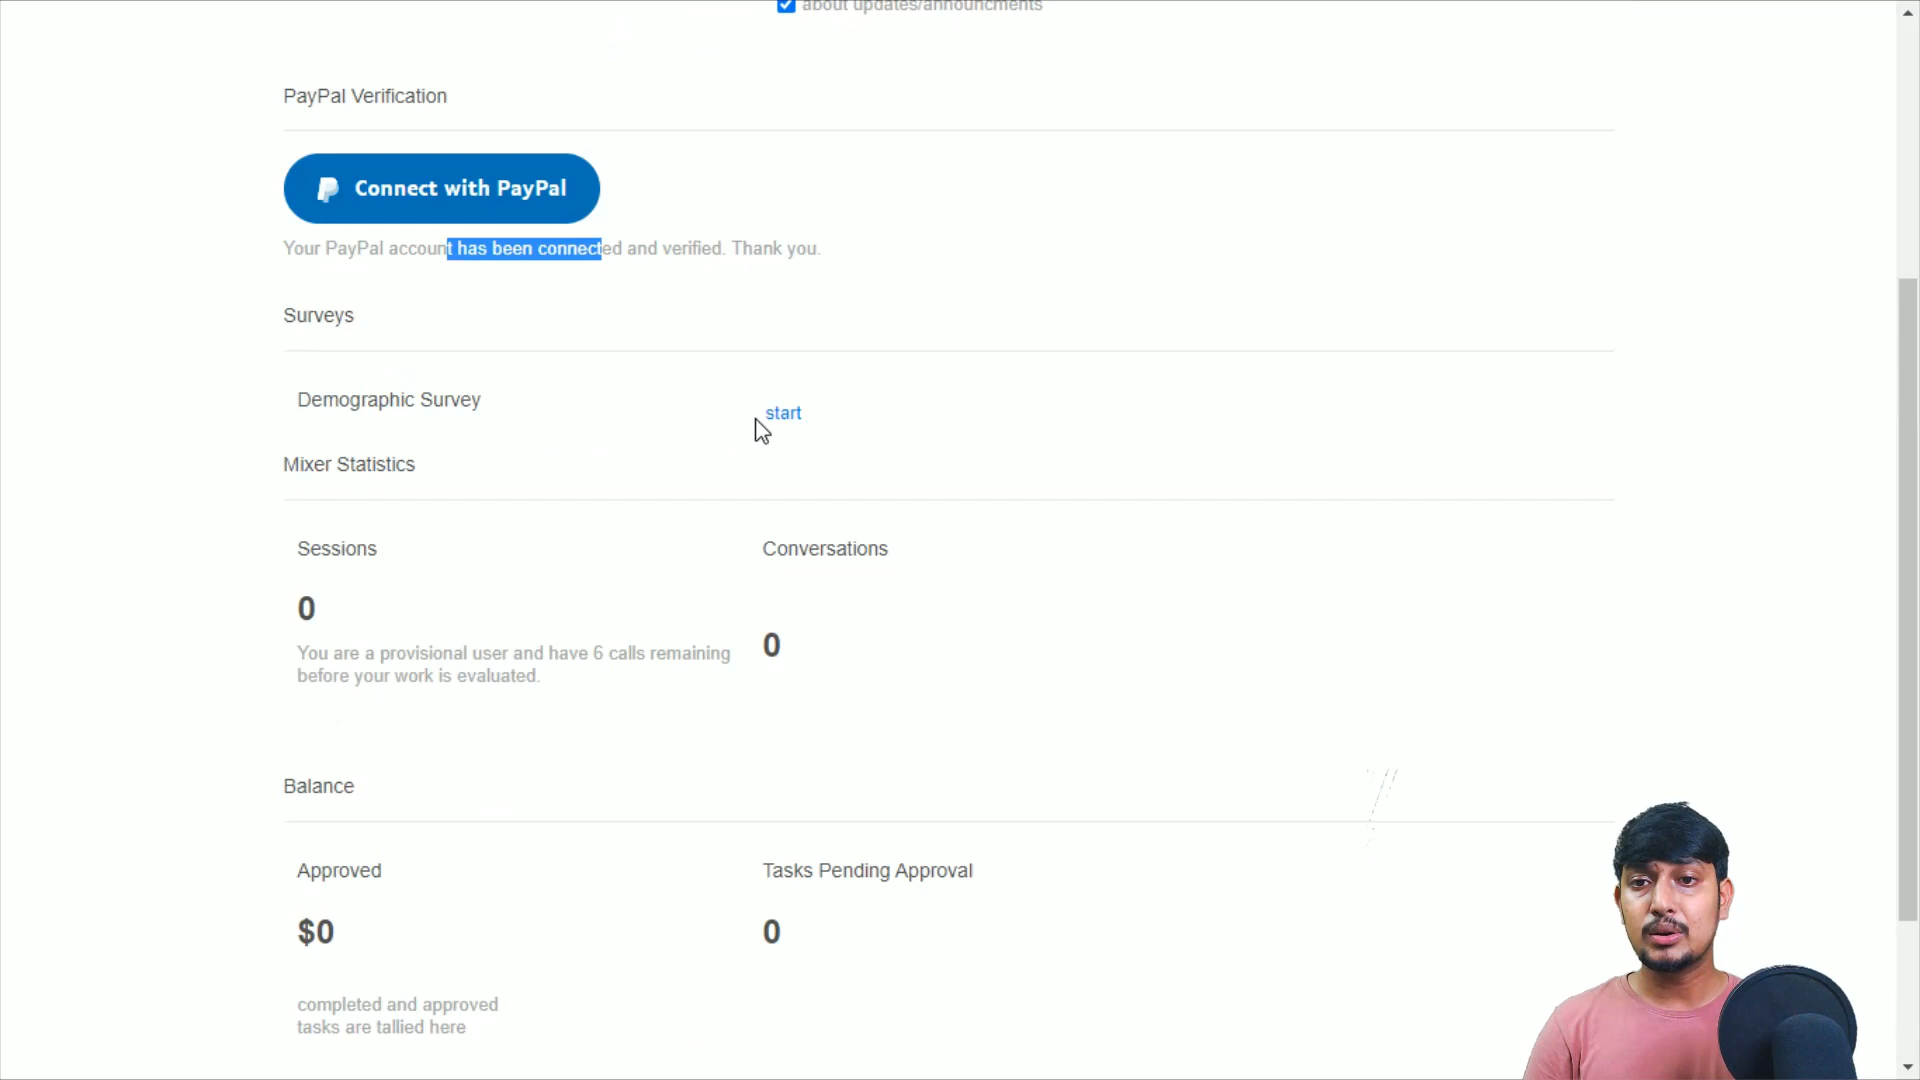 about updates/announcments
PayPal Verification
Connect with PayPal
Your PayPal account has been connected and verified. Thank you.
Surveys
Demographic Survey
start
Mixer Statistics
Sessions
Conversations
0
You are a provisional user and have 6 calls remaining
before your work is evaluated.
0
Balance
Approved
Tasks Pending Approval
$0
0
completed and approved
tasks are tallied here